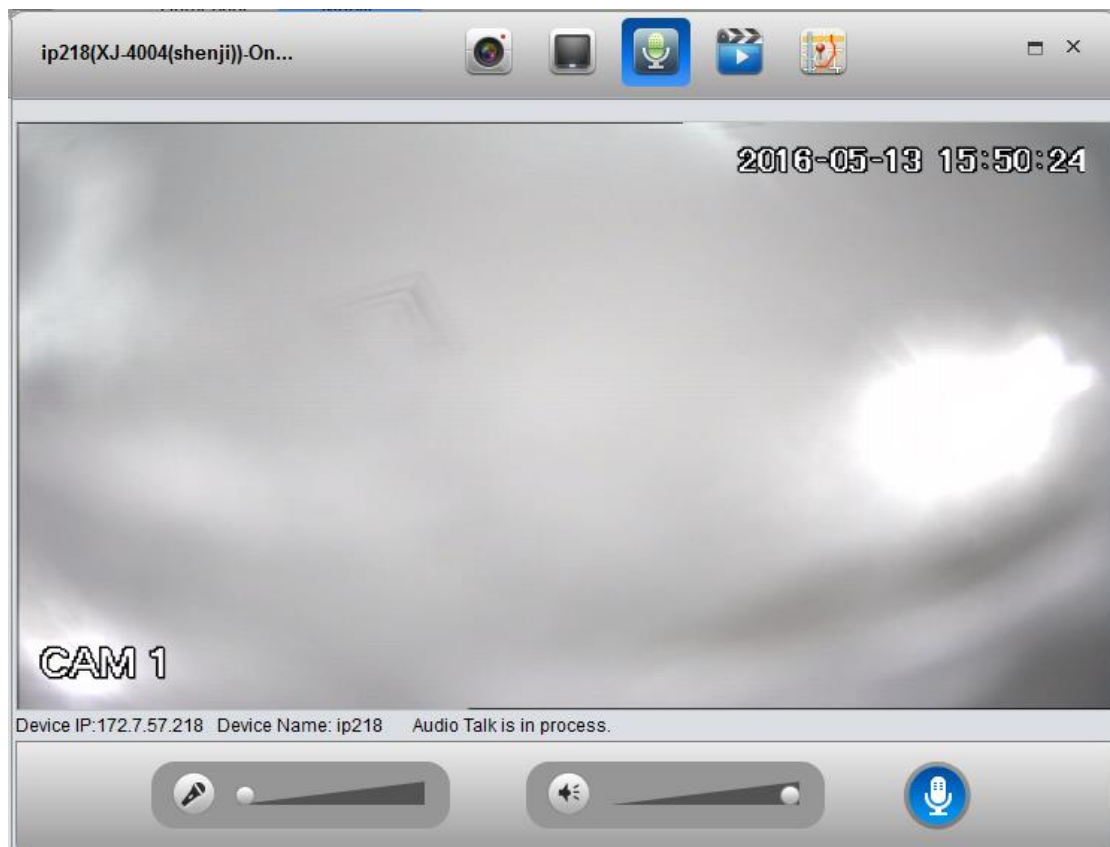 ip218(XJ-4004(shenji))-On...
2016-05-13 15:50:24
CAM 1
Device IP:172.7.57.218 Device Name: ip218 Audio Talk is in process.